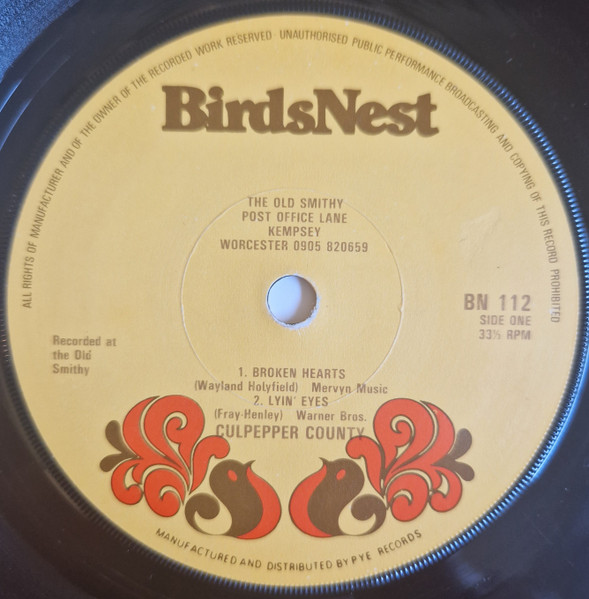 ALL RIGHTS OF MANUFACTURER AND OF THE OWNER OF THE RECORDED WORK RESERVED UNAUTHORISED PUBLIC PERFORMANCE BROADCASTING AND COPYING OF THIS RECORD PROHIBITED
BirdsNest
THE OLD SMITHY
POST OFFICE LANE
KEMPSEY
WORCESTER 0905 820659
BN 112
SIDE ONE
33⅓ RPM
Recorded at
the Old
Smithy
1. BROKEN HEARTS
(Wayland Holyfield) Mervyn Music
2. LYIN' EYES
(Fray-Henley) Warner Bros.
CULPEPPER COUNTY
MANUFACTURED AND DISTRIBUTED BY PYE RECORDS